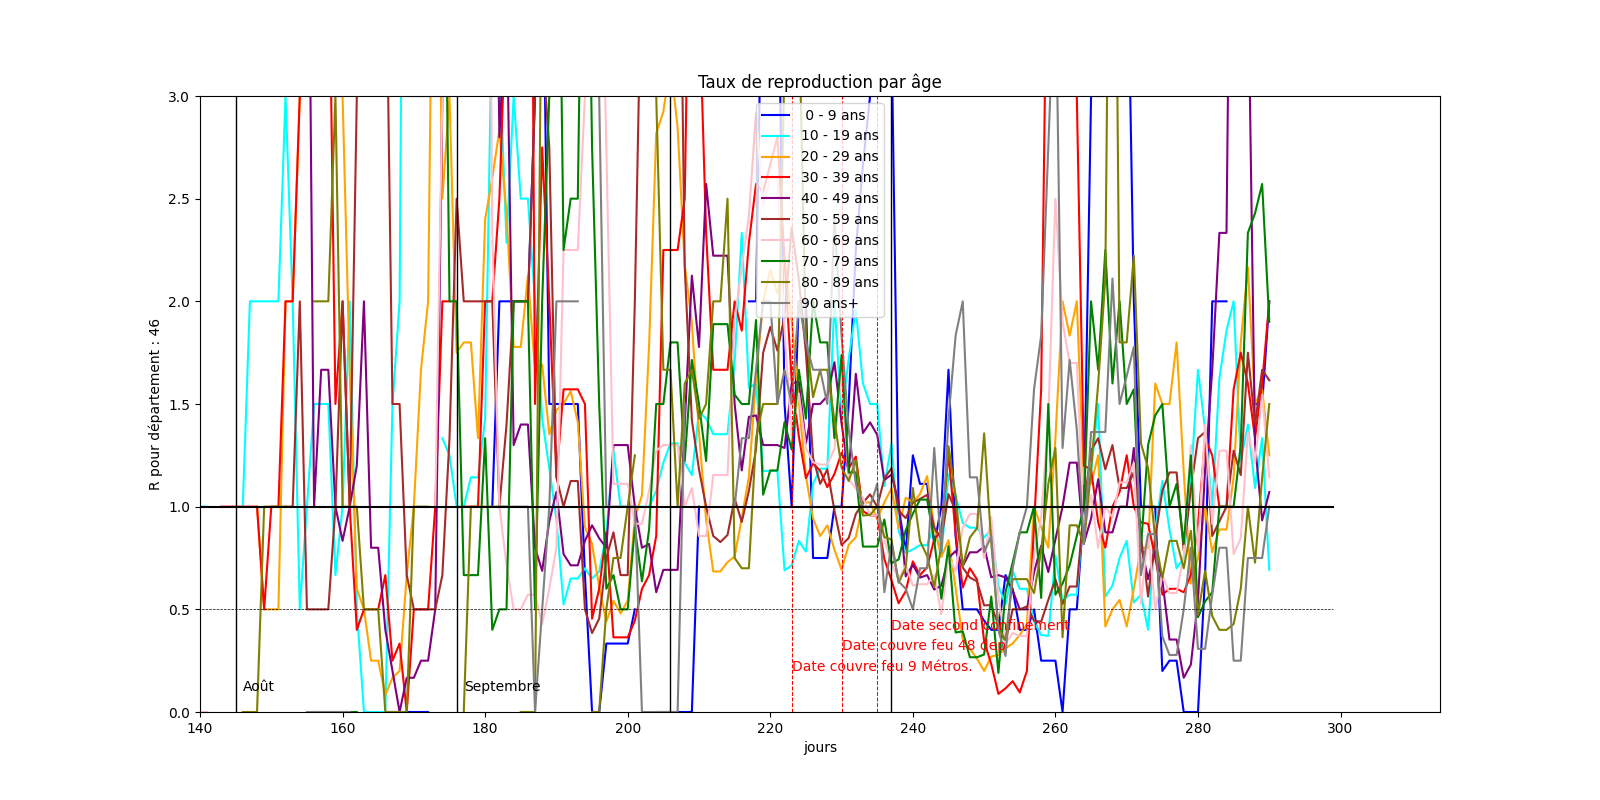 Taux de reproduction par âge
R pour département : 46
3.0
2.5
2.0
1.5
1.0
0.5
0.0
0 - 9 ans
10 - 19 ans
20 - 29 ans
30 - 39 ans
40 - 49 ans
50 - 59 ans
60 - 69 ans
70 - 79 ans
80 - 89 ans
90 ans+
Date second confinement
Date couvre feu 48 dep
Date couvre feu 9 Métros.
Août
Septembre
140
160
180
200
220
240
260
280
300
jours